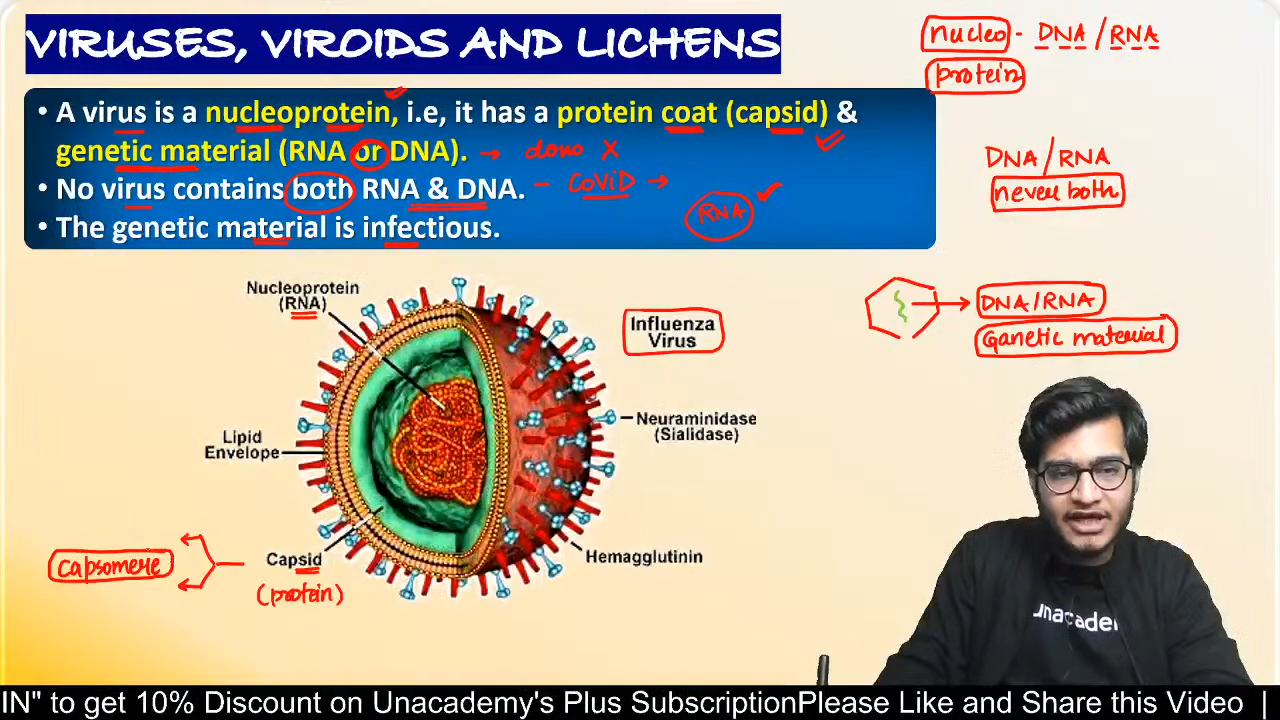 VIRUSES, VIROIDS AND LICHENS
nucleo - DNA / RNA
protein
• A virus is a nucleoprotein, i.e, it has a protein coat (capsid) &
genetic material (RNA or DNA). → dono X
• No virus contains both RNA & DNA. - COVID → RNA
• The genetic material is infectious.
DNA/RNA
never both
Nucleoprotein
(RNA)
Influenza
Virus
DNA/RNA
Ganetic material
Neuraminidase
(Sialidase)
Lipid
Envelope
Hemagglutinin
Capsid
(protein)
capsomere
unacadem
IN" to get 10% Discount on Unacademy's Plus SubscriptionPlease Like and Share this Video |